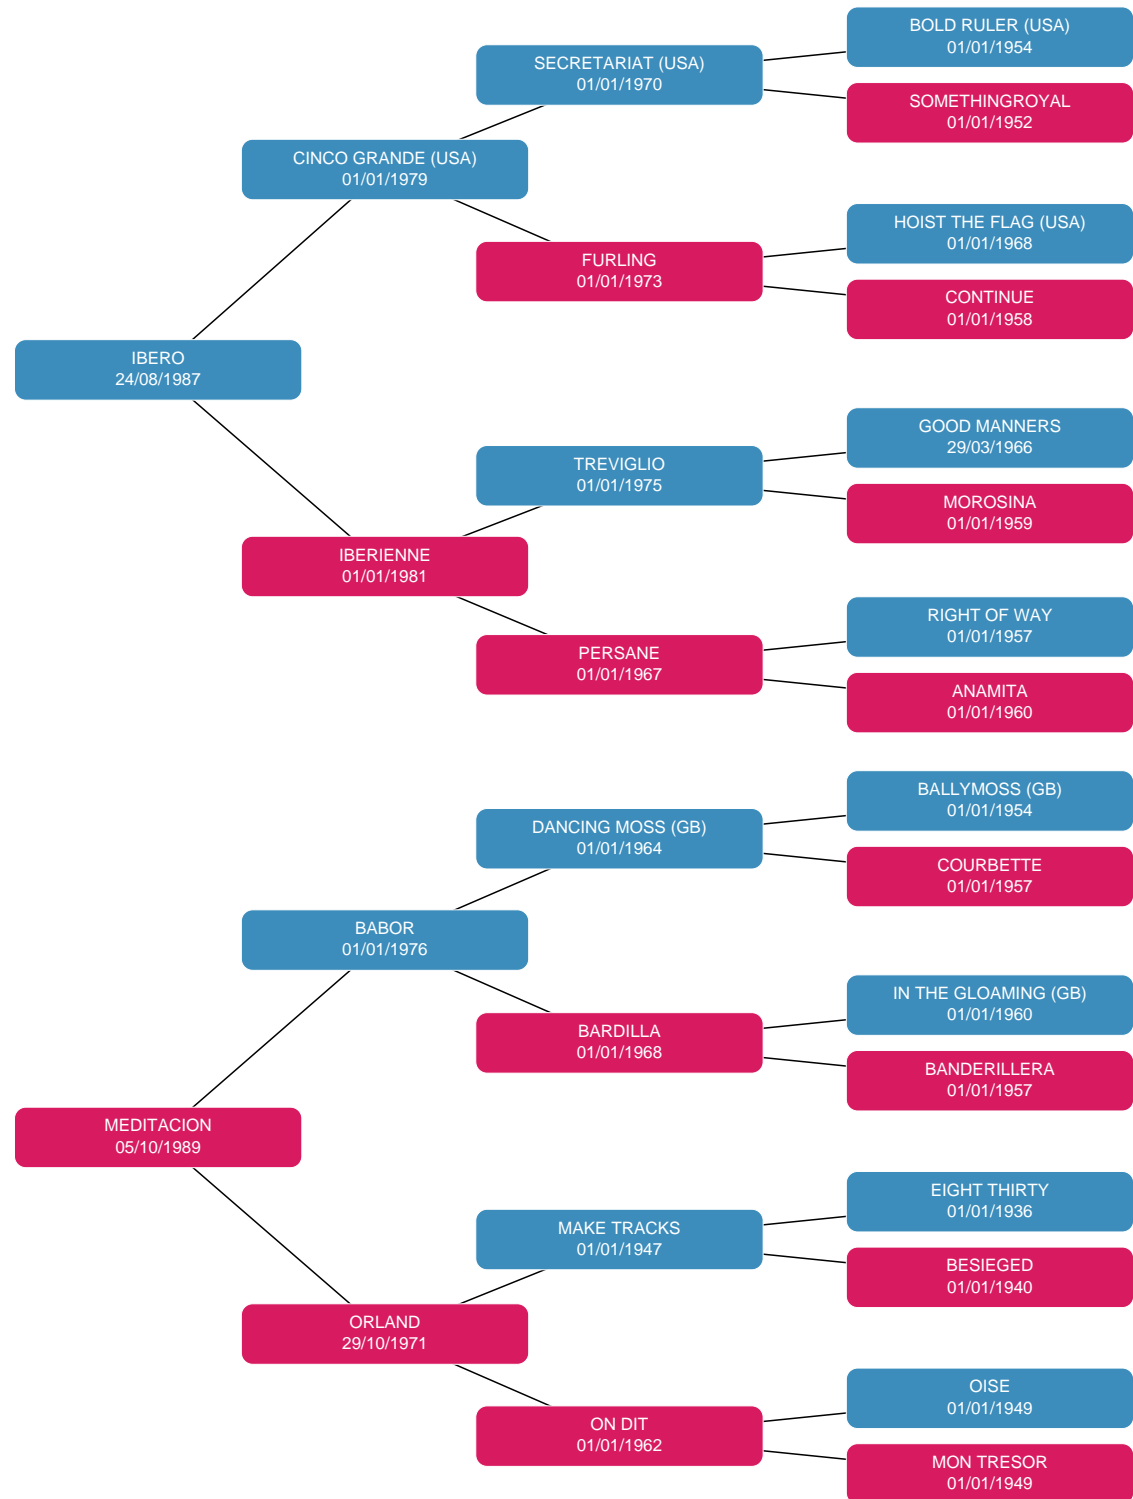 BOLD RULER (USA)
01/01/1954
SECRETARIAT (USA)
01/01/1970
SOMETHINGROYAL
01/01/1952
CINCO GRANDE (USA)
01/01/1979
HOIST THE FLAG (USA)
01/01/1968
FURLING
01/01/1973
CONTINUE
01/01/1958
IBERO
24/08/1987
GOOD MANNERS
29/03/1966
TREVIGLIO
01/01/1975
MOROSINA
01/01/1959
IBERIENNE
01/01/1981
RIGHT OF WAY
01/01/1957
PERSANE
01/01/1967
ANAMITA
01/01/1960
BALLYMOSS (GB)
01/01/1954
DANCING MOSS (GB)
01/01/1964
COURBETTE
01/01/1957
BABOR
01/01/1976
IN THE GLOAMING (GB)
01/01/1960
BARDILLA
01/01/1968
BANDERILLERA
01/01/1957
MEDITACION
05/10/1989
EIGHT THIRTY
01/01/1936
MAKE TRACKS
01/01/1947
BESIEGED
01/01/1940
ORLAND
29/10/1971
OISE
01/01/1949
ON DIT
01/01/1962
MON TRESOR
01/01/1949